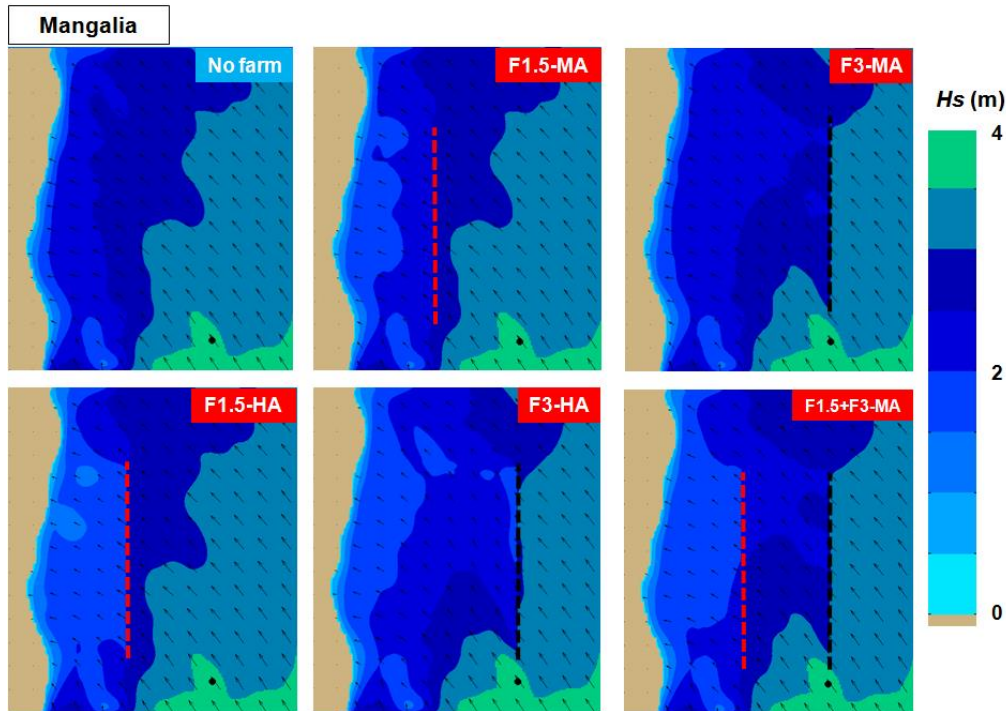 Mangalia
No farm
F1.5-MA
F3-MA
Hs (m)
4
2
0
F1.5-HA
F3-HA
F1.5+F3-MA